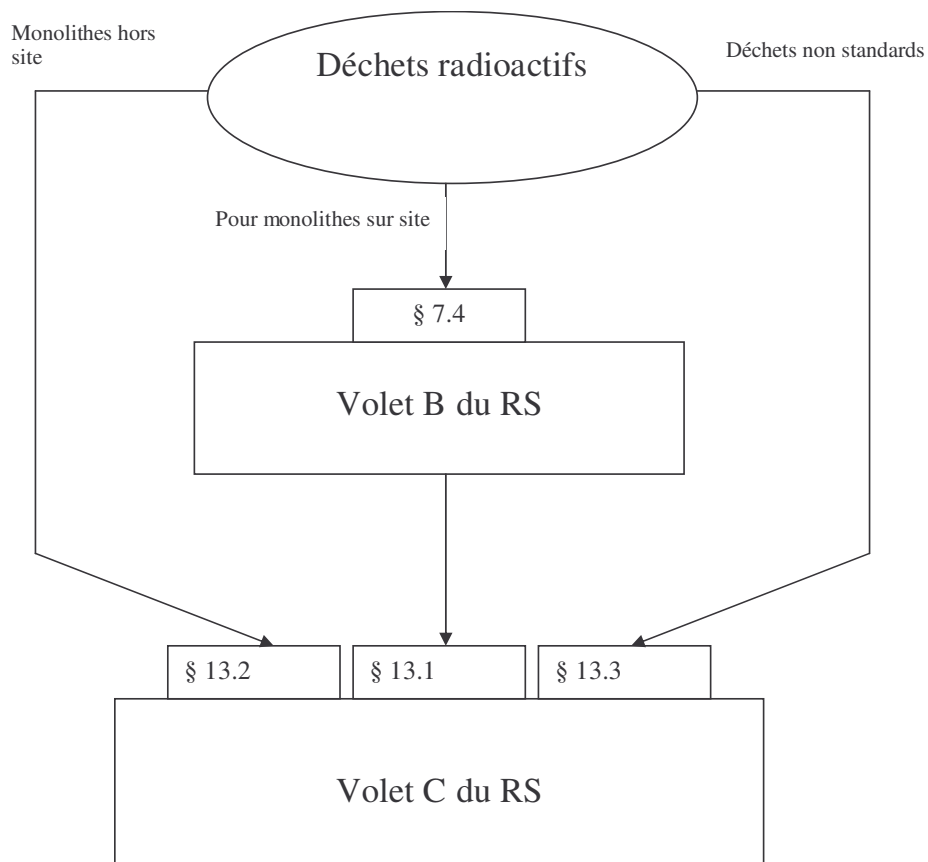 Monolithes hors
site
Déchets radioactifs
Déchets non standards
Pour monolithes sur site
§ 7.4
Volet B du RS
§ 13.2
§ 13.1
§ 13.3
Volet C du RS